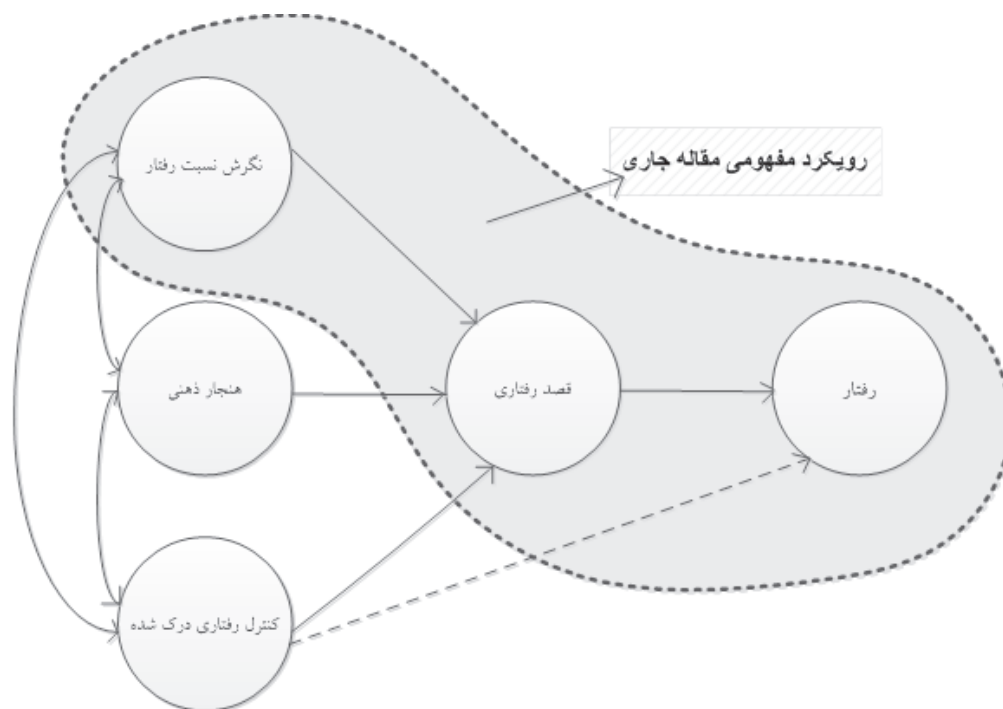 نگرش نسبت رفتار
رویکرد مفهومی مقاله جاری
هنجار ذهنی
قصد رفتاری
رفتار
کنترل رفتاری درک شده